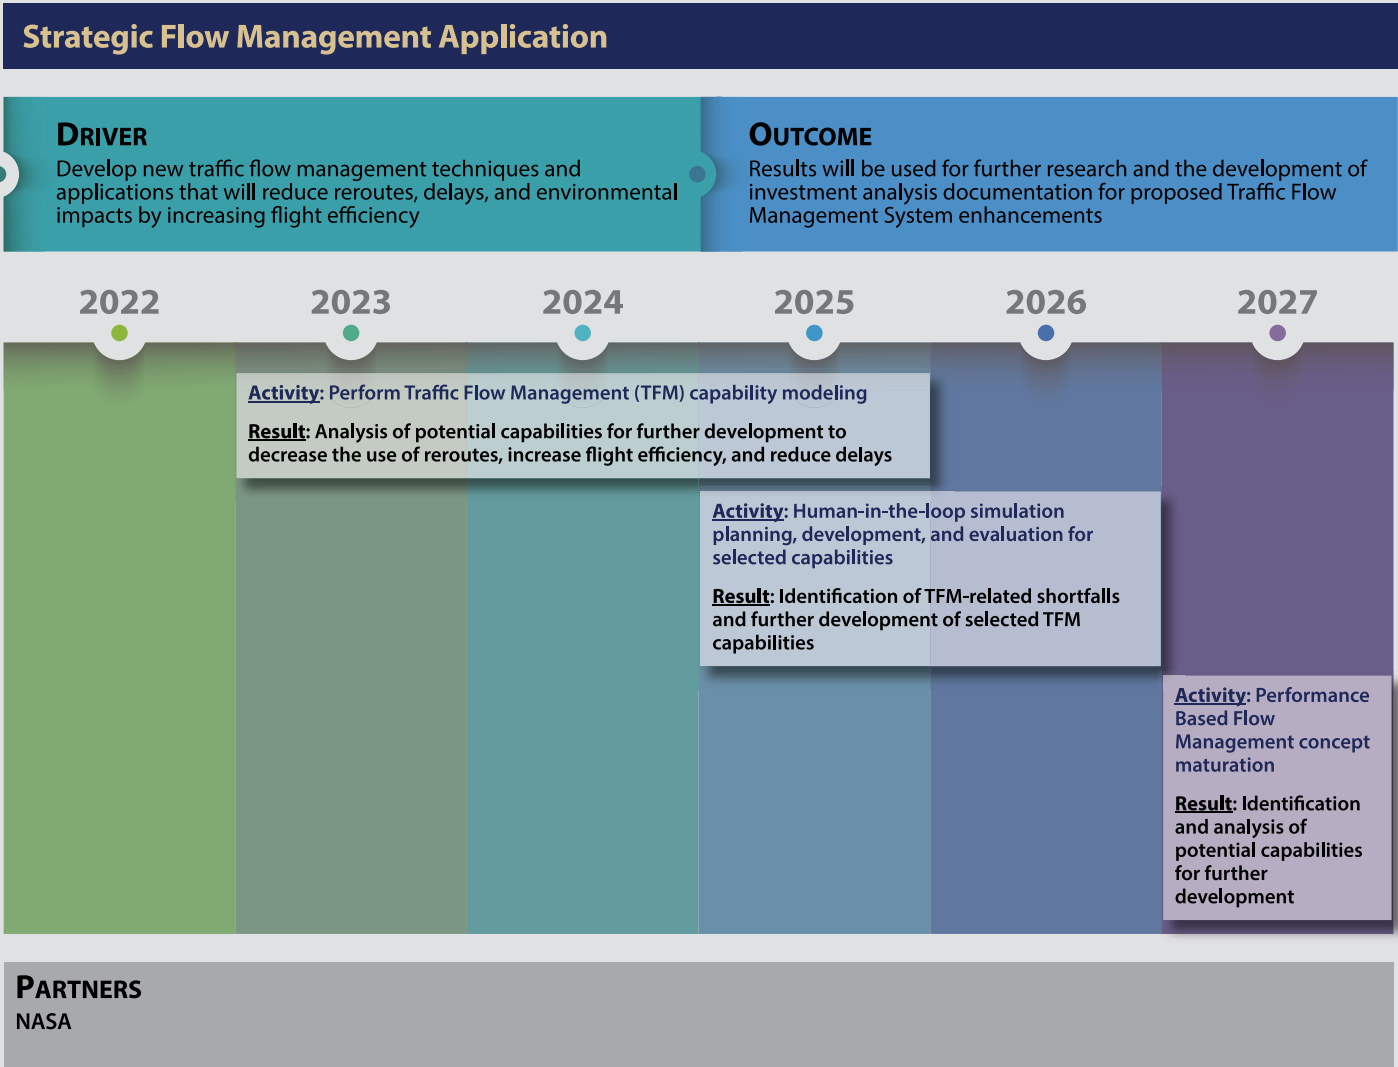 Strategic Flow Management Application
DRIVER
Develop new traffic flow management techniques and
applications that will reduce reroutes, delays, and environmental
impacts by increasing flight efficiency
OUTCOME
Results will be used for further research and the development of
investment analysis documentation for proposed Traffic Flow
Management System enhancements
2022
2023
2024
2025
2026
2027
Activity: Perform Traffic Flow Management (TFM) capability modeling
Result: Analysis of potential capabilities for further development to
decrease the use of reroutes, increase flight efficiency, and reduce delays
Activity: Human-in-the-loop simulation
planning, development, and evaluation for
selected capabilities
Result: Identification of TFM-related shortfalls
and further development of selected TFM
capabilities
Activity: Performance
Based Flow
Management concept
maturation
Result: Identification
and analysis of
potential capabilities
for further
development
PARTNERS
NASA